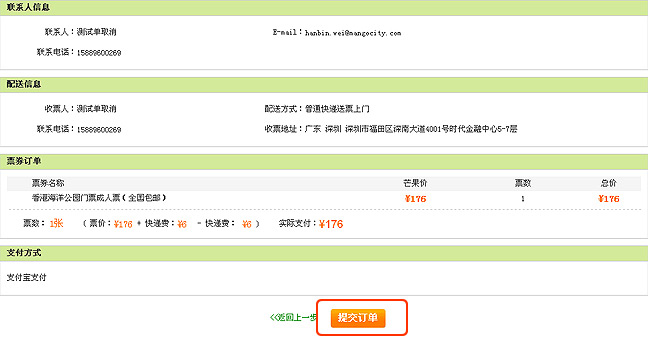 联系人信息
联系人：测试单取消 E-mail：hanbin.wei@mangocity.com
联系电话：15889600269
配送信息
收票人：测试单取消 配送方式：普通快递送票上门
联系电话：15889600269 收票地址：广东 深圳 深圳市福田区深南大道4001号时代金融中心5-7层
票券订单
票券名称 芒果价 票数 总价
香港海洋公园门票成人票（全国包邮） ¥176 1 ¥176
票数：1张 （票价：¥176 + 快递费：¥6 - 快递费：¥6 ） 实际支付：¥176
支付方式
支付宝支付
<<返回上一步 提交订单